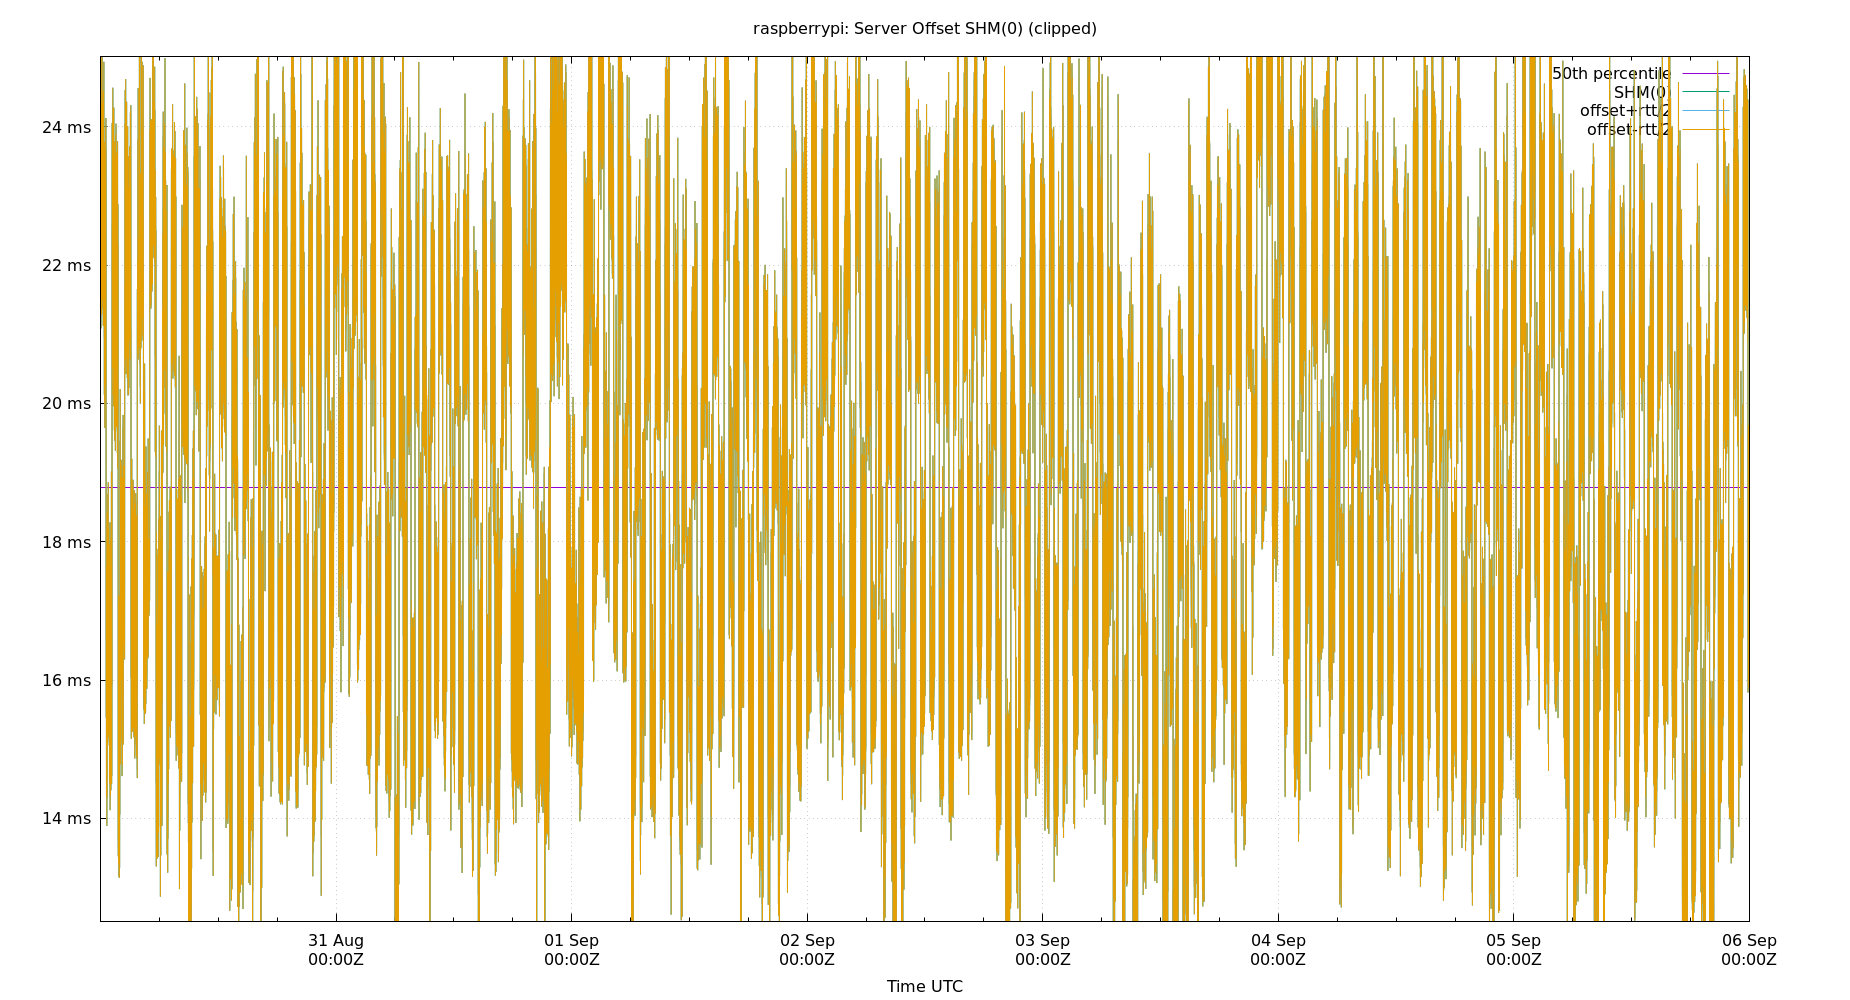 raspberrypi: Server Offset SHM(0) (clipped)
50th percentile
SHM(0)
offset+rtt/2
offset-rtt/2
24 ms
22 ms
20 ms
18 ms
16 ms
14 ms
31 Aug 01 Sep 02 Sep 03 Sep 04 Sep 05 Sep 06 Sep
00:00Z 00:00Z 00:00Z 00:00Z 00:00Z 00:00Z 00:00Z
Time UTC